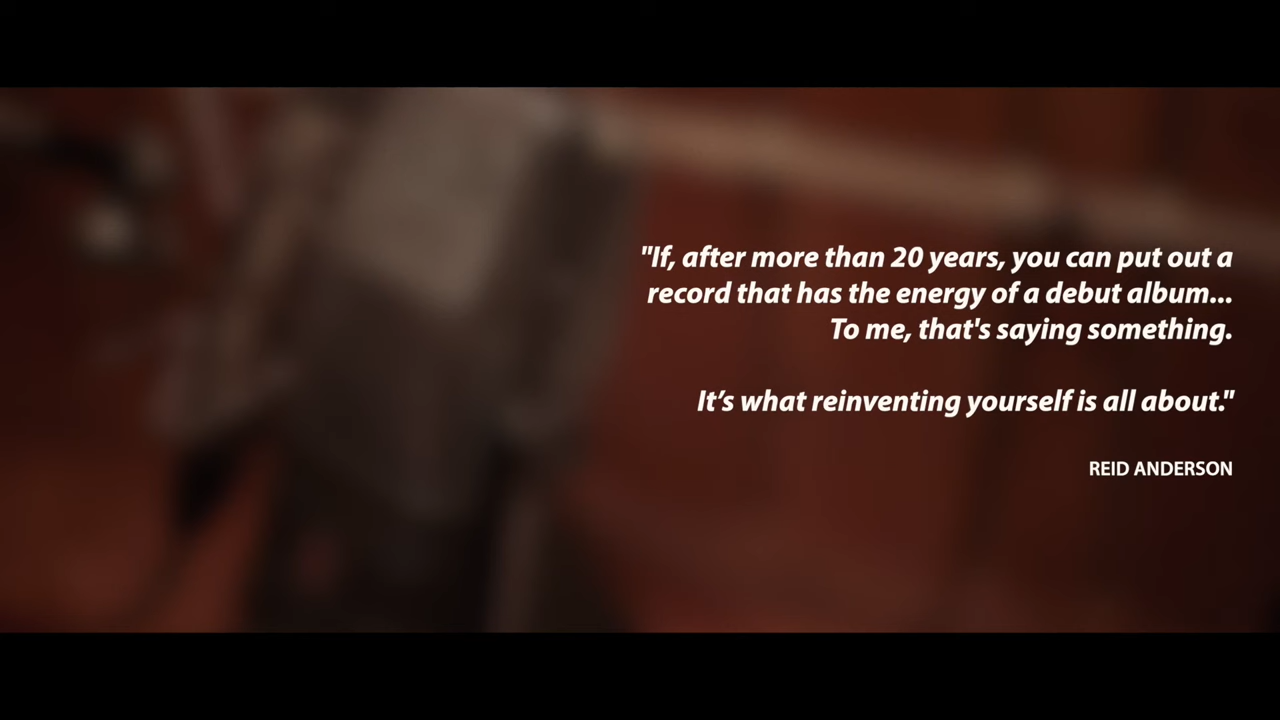 "If, after more than 20 years, you can put out a
record that has the energy of a debut album...
To me, that's saying something.
It’s what reinventing yourself is all about."
REID ANDERSON